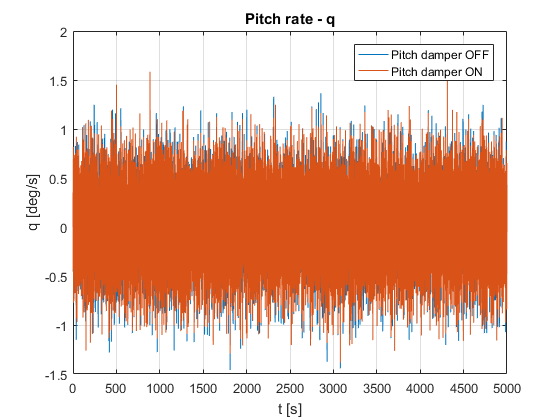 Pitch rate - q
2
1.5
1
0.5
0
-0.5
-1
-1.5
q [deg/s]
Pitch damper OFF
Pitch damper ON
0 500 1000 1500 2000 2500 3000 3500 4000 4500 5000
t [s]